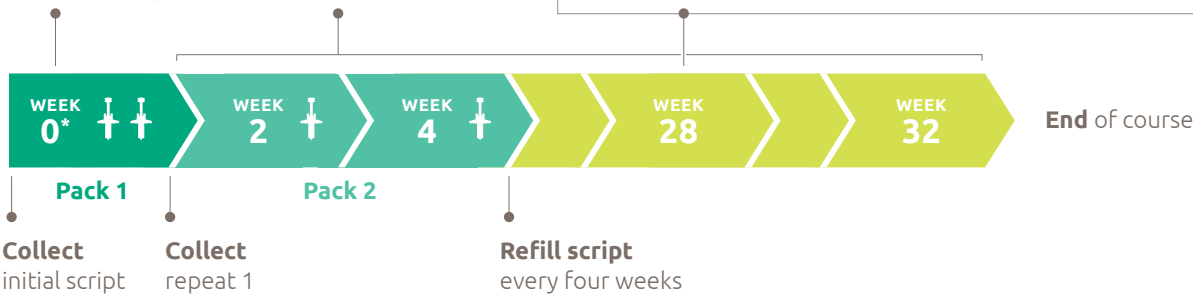 WEEK
0*
WEEK
2
WEEK
4
WEEK
28
WEEK
32
End of course
Pack 1
Pack 2
Collect
initial script
Collect
repeat 1
Refill script
every four weeks